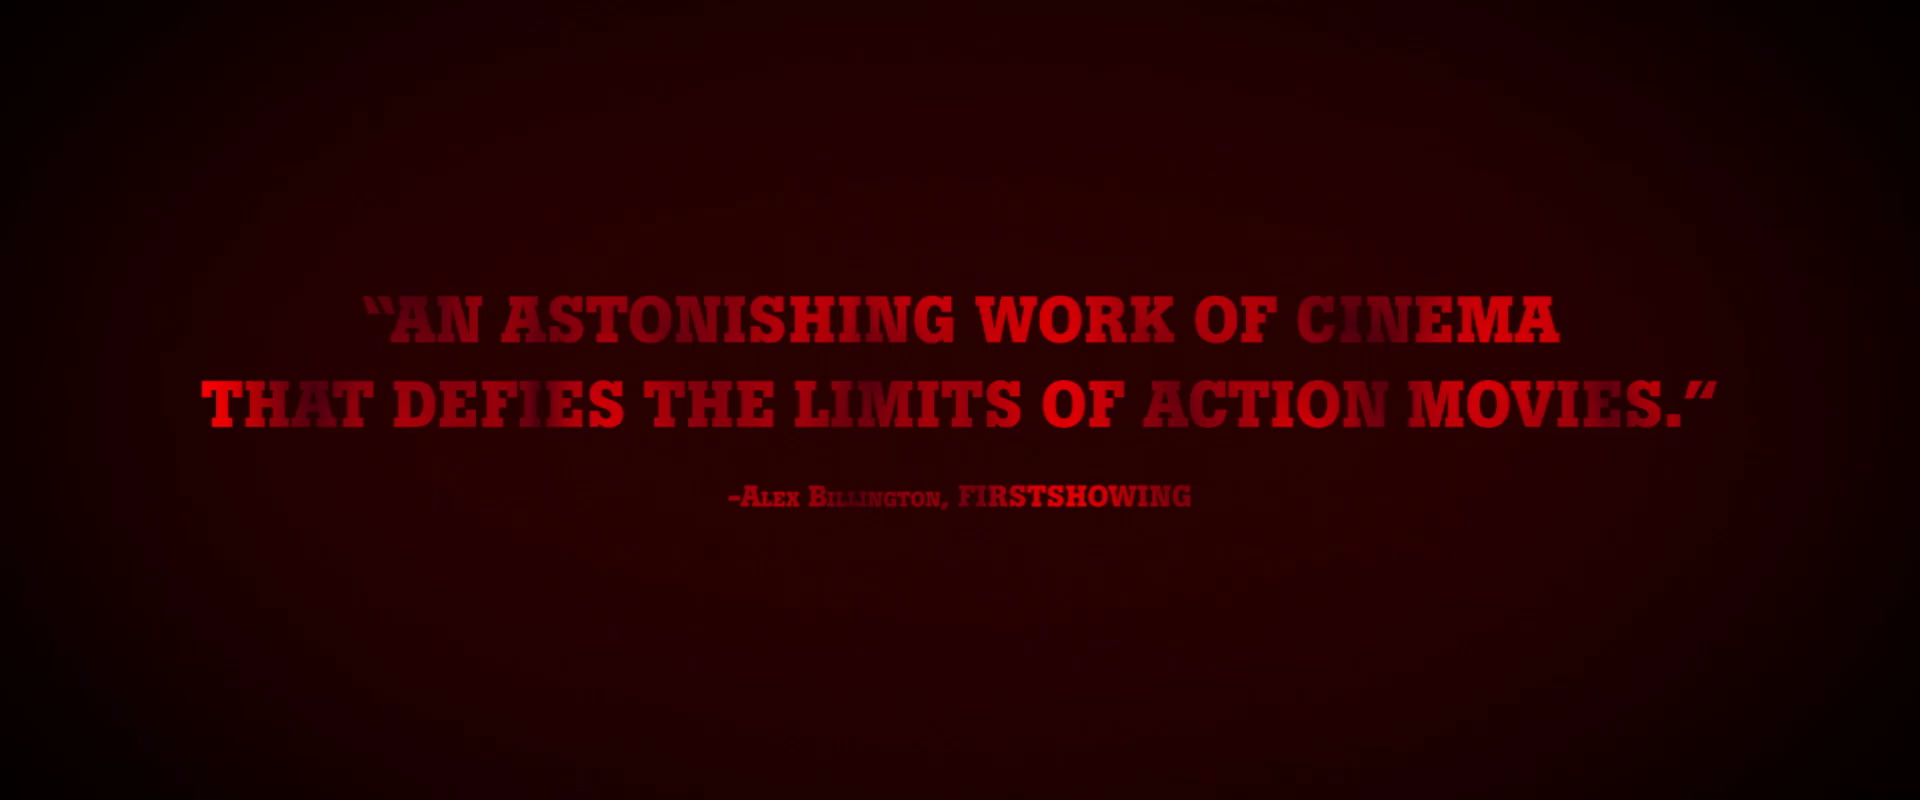 “AN ASTONISHING WORK OF CINEMA
THAT DEFIES THE LIMITS OF ACTION MOVIES.”
–ALEX BILLINGTON, FIRSTSHOWING